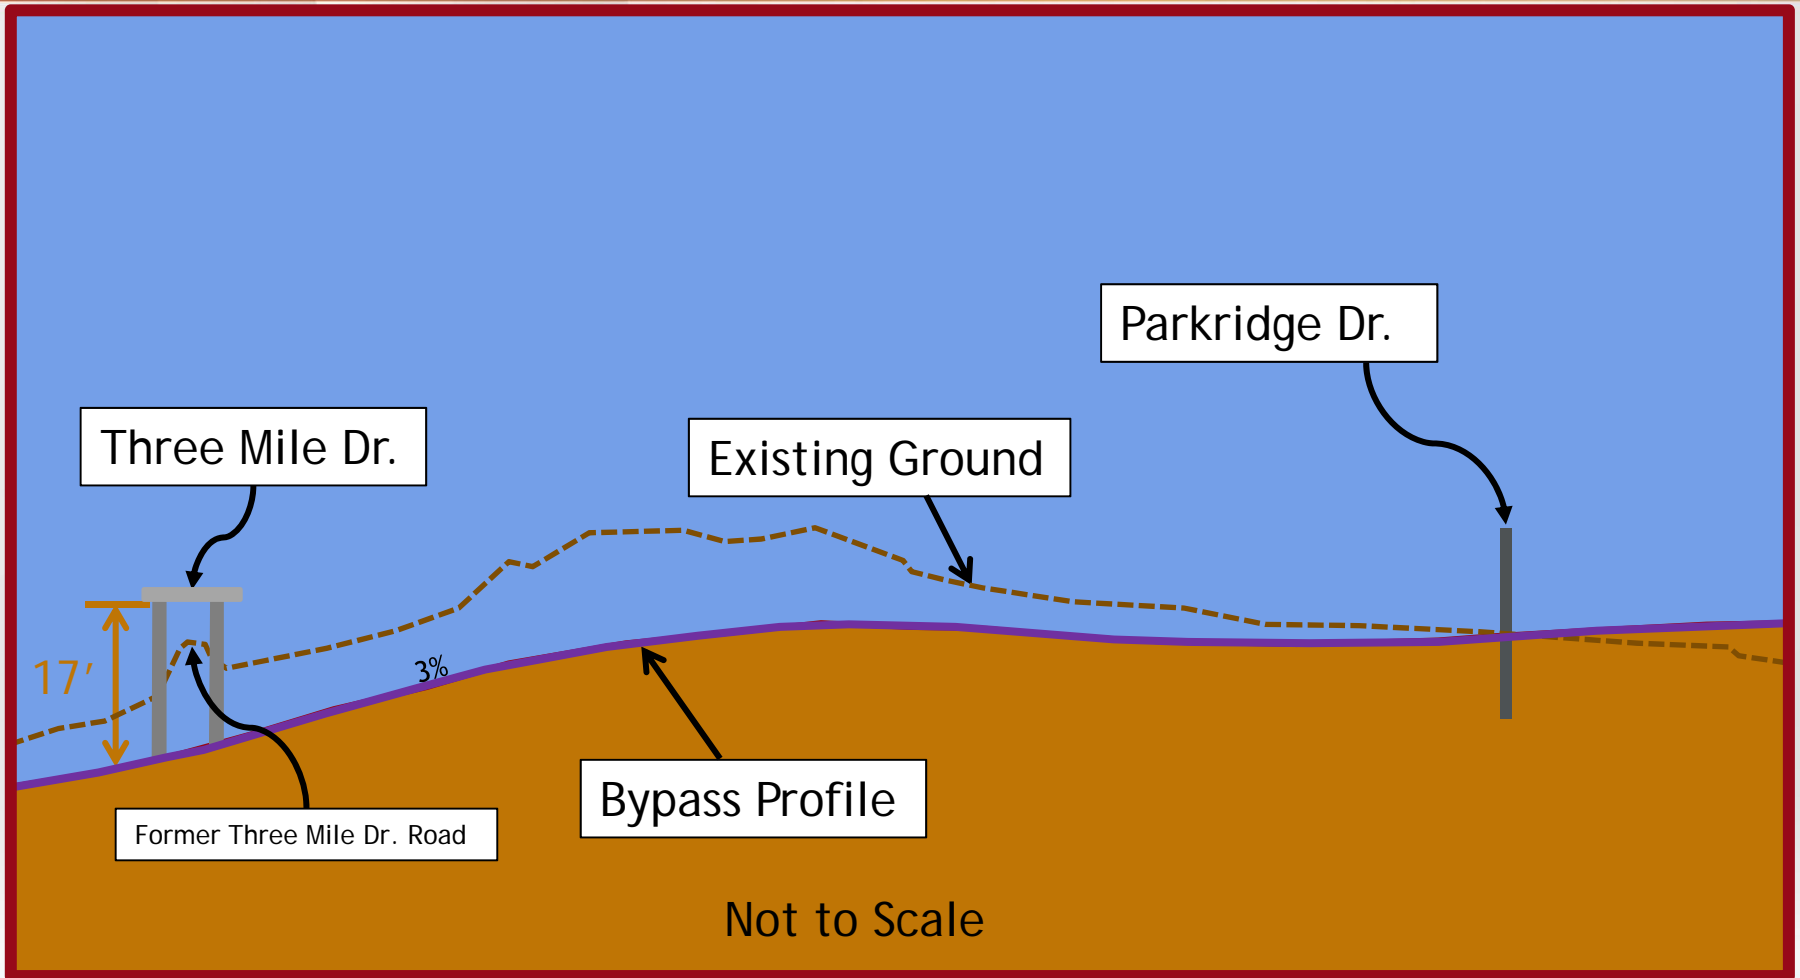 Parkridge Dr.
Three Mile Dr.
Existing Ground
17'
3%
Bypass Profile
Former Three Mile Dr. Road
Not to Scale